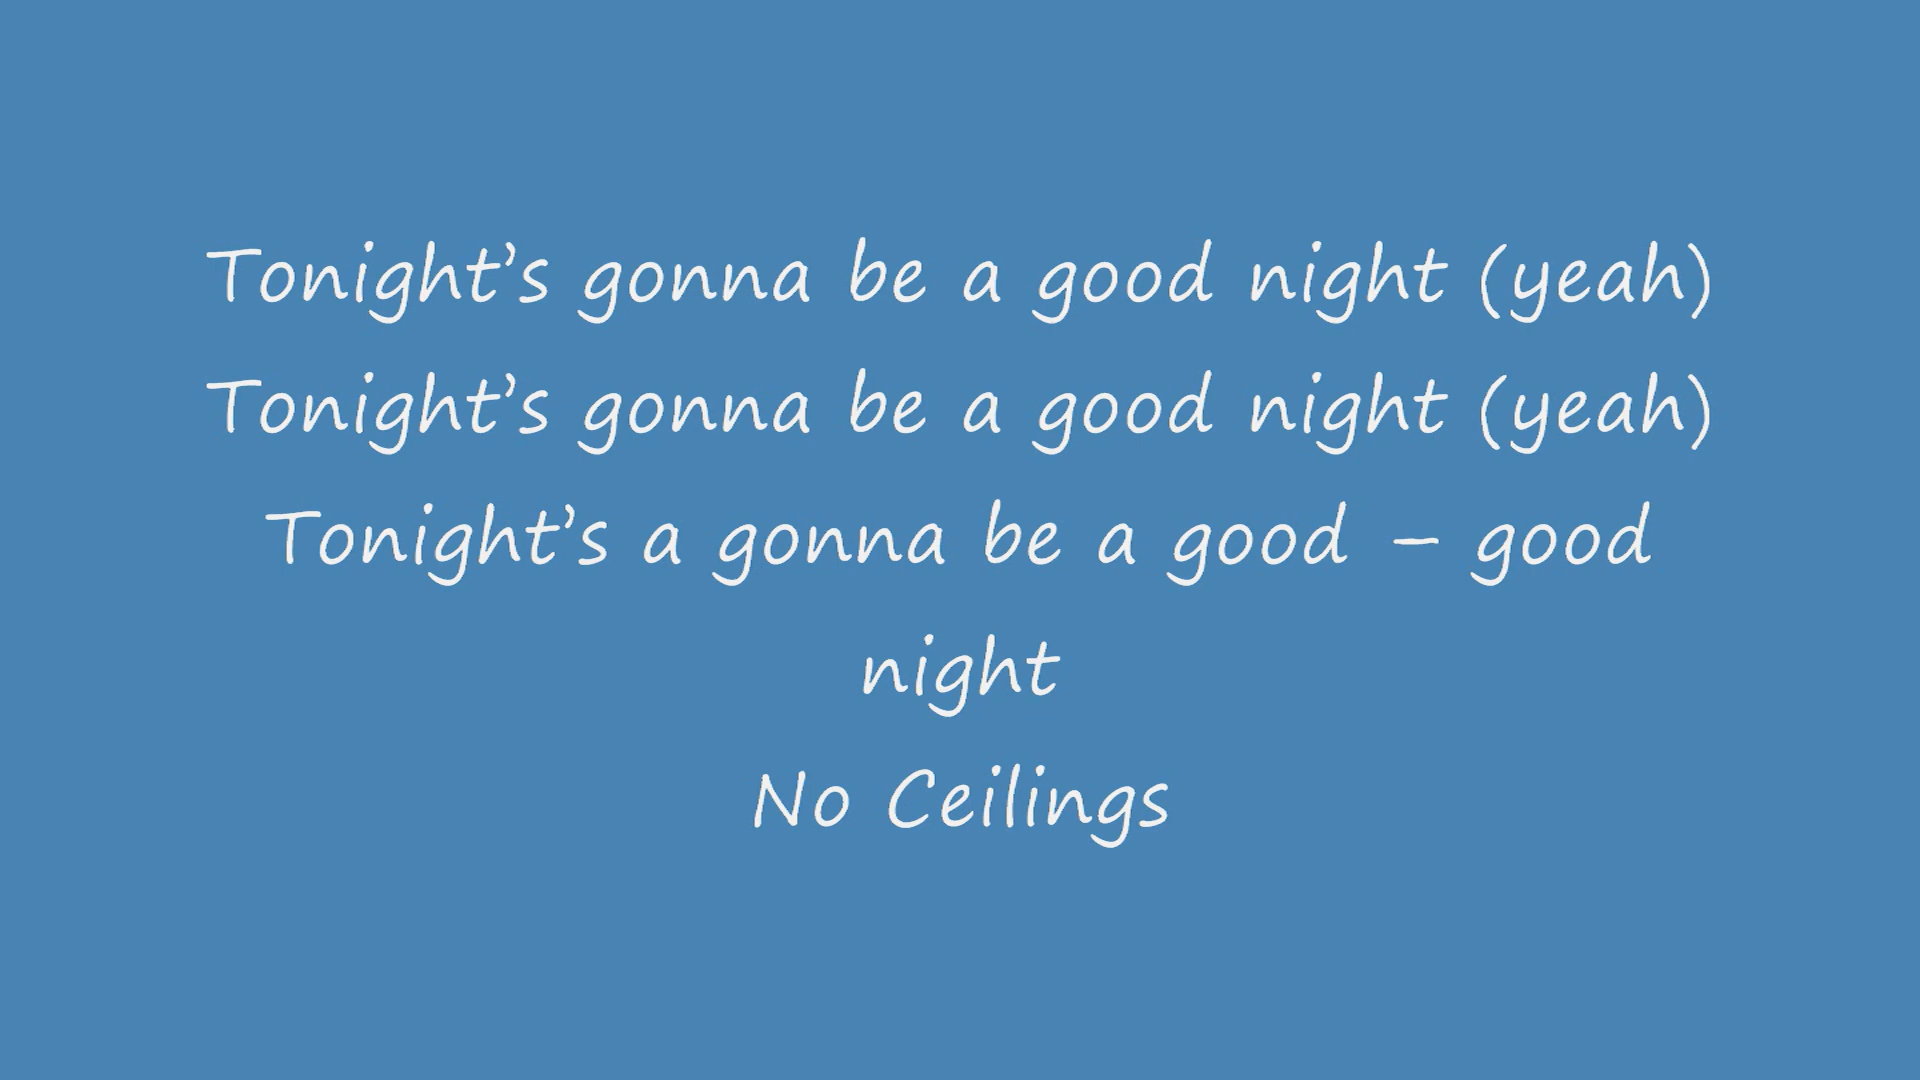 Tonight’s gonna be a good night (yeah)
Tonight’s gonna be a good night (yeah)
Tonight’s a gonna be a good – good
night
No Ceilings